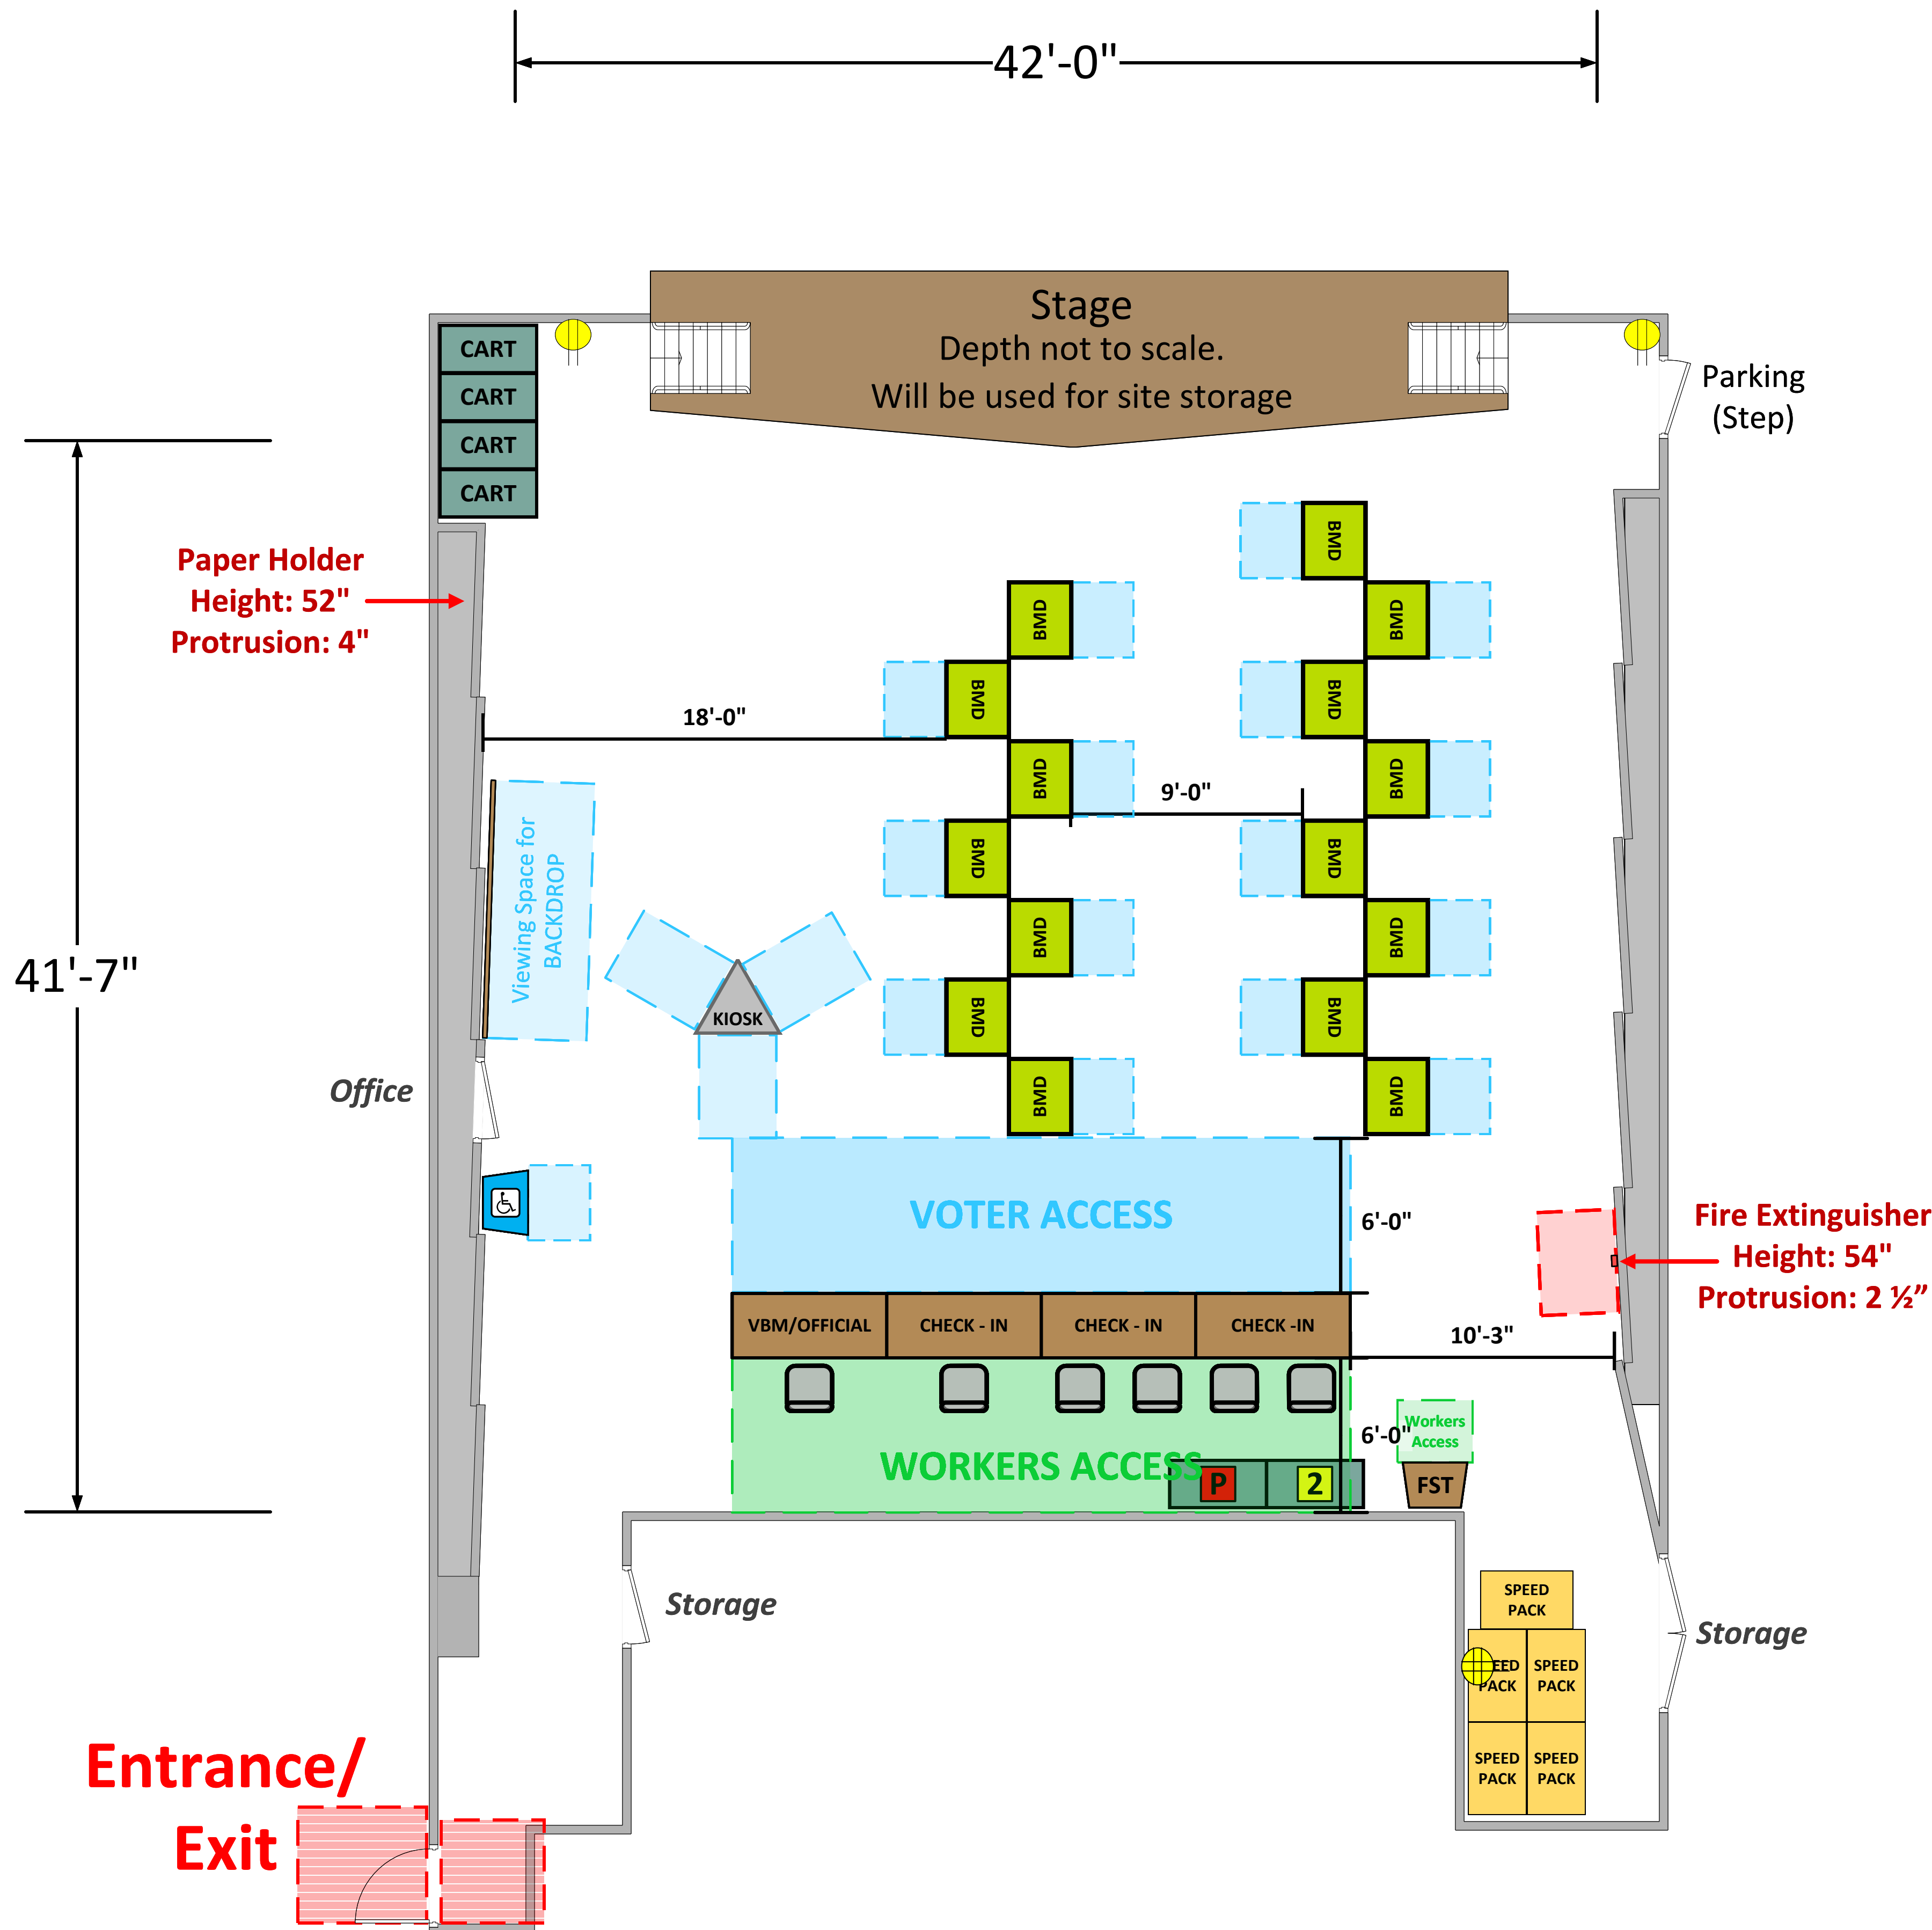 42'-0"
Stage
Depth not to scale.
Will be used for site storage
CART
CART
CART
CART
Parking
(Step)
Paper Holder
Height: 52"
Protrusion: 4"
BMD
BMD
BMD
BMD
BMD
18'-0"
BMD
BMD
9'-0"
BMD
BMD
BMD
BMD
BMD
BMD
BMD
BMD
Viewing Space for
BACKDROP
41'-7"
KIOSK
Office
VOTER ACCESS
6'-0"
Fire Extinguisher
Height: 54"
Protrusion: 2 ½”
VBM/OFFICIAL
CHECK - IN
CHECK - IN
CHECK -IN
10'-3"
WORKERS ACCESS
6'-0"
Workers
Access
P
2
FST
Storage
SPEED
PACK
Storage
EED
PACK
SPEED
PACK
SPEED
PACK
SPEED
PACK
Entrance/
Exit